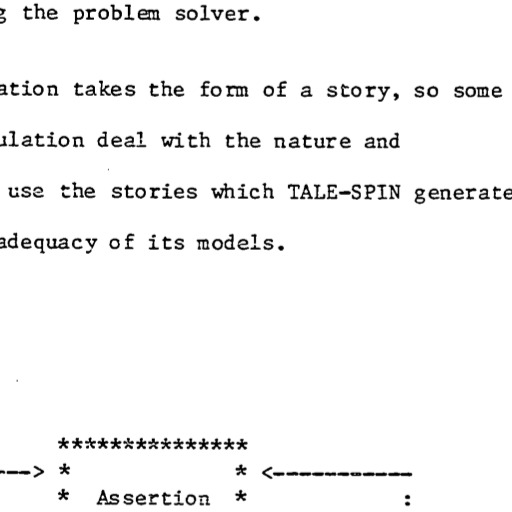 g the problem solver.
ation takes the form of a story, so some
ulation deal with the nature and
use the stories which TALE-SPIN generate
adequacy of its models.
***************
---> *             * <-----------
*  Assertion  *            :